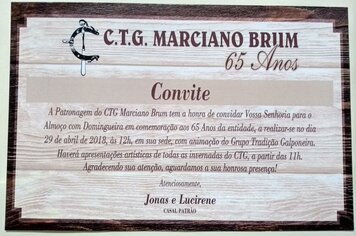 C.T.G. MARCIANO BRUM
65 Anos
Convite
A Patronagem do CTG Marciano Brum tem a honra de convidar Vossa Senhoria para o
Almoço com Domingueira em comemoração aos 65 Anos da entidade, a realizar-se no dia
29 de abril de 2018, às 12h, em sua sede, com animação do Grupo Tradição Galponeira.
Haverá apresentações artísticas de todas as invernadas do CTG, a partir das 11h.
Agradecendo sua atenção, aguardamos a sua honrosa presença!
Atenciosamente,
Jonas e Lucirene
CASAL PATRÃO